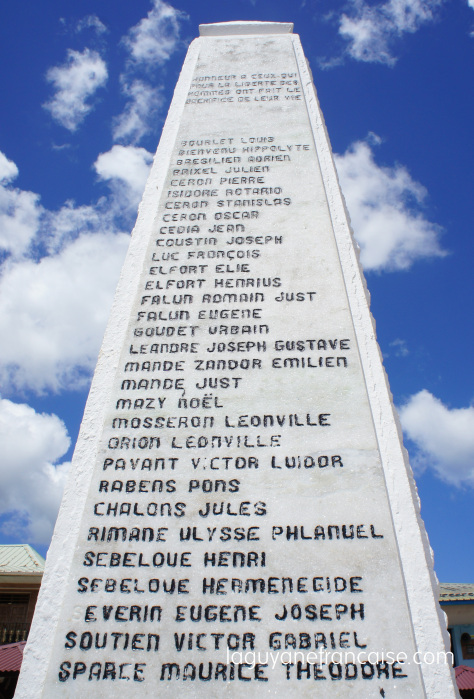 HONNEUR A CEUX QUI
POUR LA LIBERTE DES
HOMMES ONT FAIT LE
SACRIFICE DE LEUR VIE
BOURLET LOUIS
BIENVENU HIPPOLYTE
BRESILIEN ADRIEN
BRIXEL JULIEN
CERON PIERRE
ISIDORE ROTARIO
CERON STANISLAS
CERON OSCAR
CEDIA JEAN
COUSTIN JOSEPH
LUC FRANÇOIS
ELFORT ELIE
ELFORT HENRIUS
FALUN ROMAIN JUST
FALUN EUGENE
GOUDET URBAIN
LEANDRE JOSEPH GUSTAVE
MANDE ZANDOR EMILIEN
MANDÉ JUST
MAZY NOËL
MOSSERON LEONVILLE
ORION LEONVILLE
PAVANT VICTOR LUIDOR
RABENS PONS
CHALONS JULES
RIMANE ULYSSE PHLANUEL
SEBELOUE HENRI
SEBELOUE HERMENEGIDE
EVERIN EUGENE JOSEPH
SOUTIEN VICTOR GABRIEL
SPARCE MAURICE THEODORE
laguyanefrancaise.com